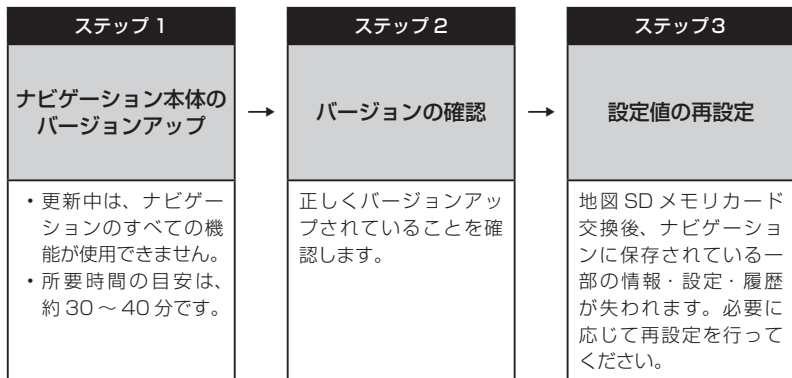 ステップ 1
ナビゲーション本体の
バージョンアップ
• 更新中は、ナビゲー
ションのすべての機
能が使用できません。
• 所要時間の目安は、
約 30 ～ 40 分です。
→
ステップ 2
バージョンの確認
正しくバージョンアッ
プされていることを確
認します。
→
ステップ3
設定値の再設定
地図 SD メモリカード
交換後、ナビゲーショ
ンに保存されている一
部の情報・設定・履歴
が失われます。必要に
応じて再設定を行って
ください。